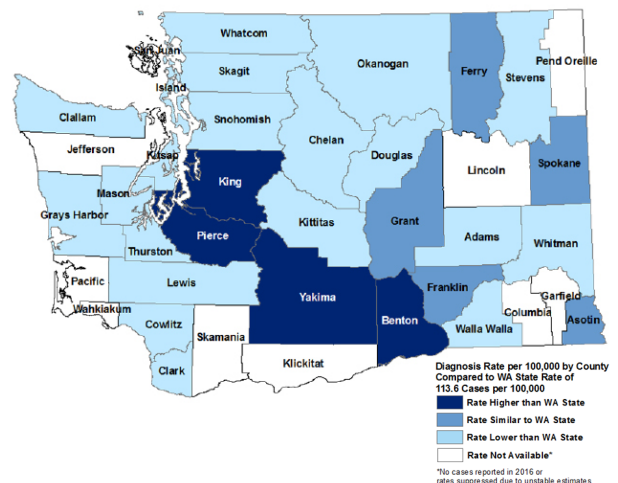 Whatcom
San Juan
Skagit
Island
Okanogan
Ferry
Stevens
Pend Oreille
Clallam
Snohomish
Chelan
Douglas
Jefferson
Kitsap
King
Lincoln
Spokane
Mason
Grays Harbor
Kittitas
Grant
Pierce
Adams
Whitman
Thurston
Pacific
Lewis
Yakima
Franklin
Garfield
Wahkiakum
Benton
Columbia
Asotin
Cowlitz
Skamania
Walla Walla
Klickitat
Clark
Diagnosis Rate per 100,000 by County
Compared to WA State Rate of
113.6 Cases per 100,000
Rate Higher than WA State
Rate Similar to WA State
Rate Lower than WA State
Rate Not Available*
*No cases reported in 2016 or
rates suppressed due to unstable estimates